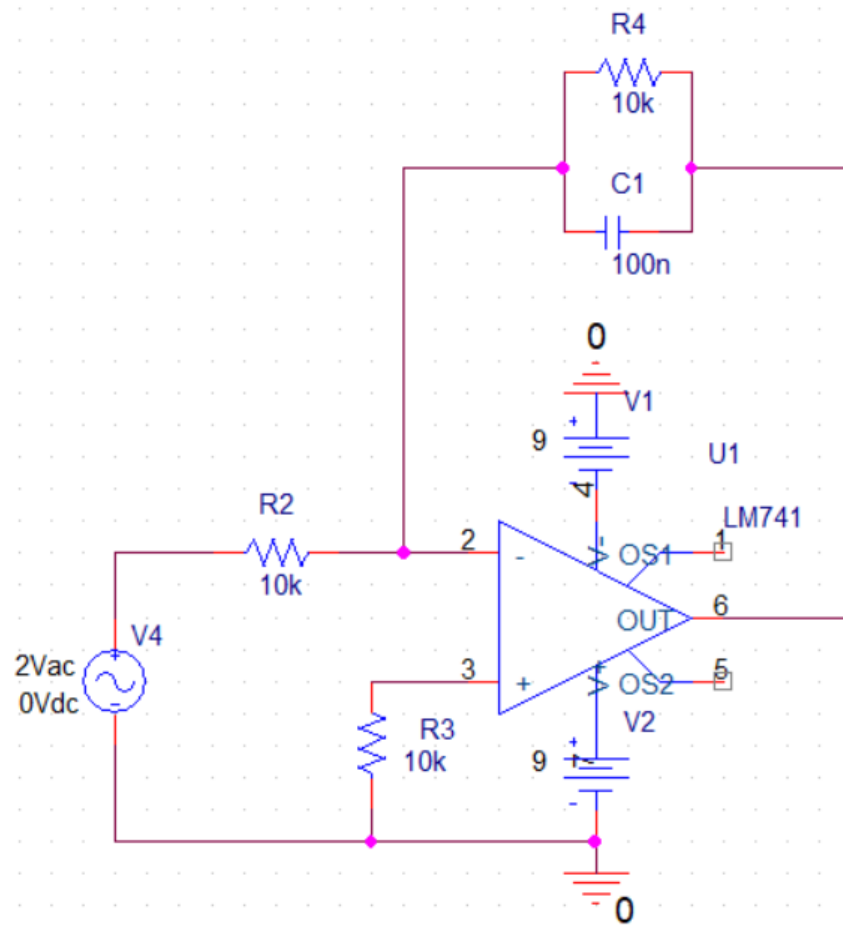 R4
10k
C1
100n
0
V1
+
9
-
4
U1
LM741
R2
10k
2
-
V-
OS1
1
OUT
6
V4
+
2Vac
0Vdc
-
3
+
V+
OS2
5
R3
10k
V2
+
9
7
-
0